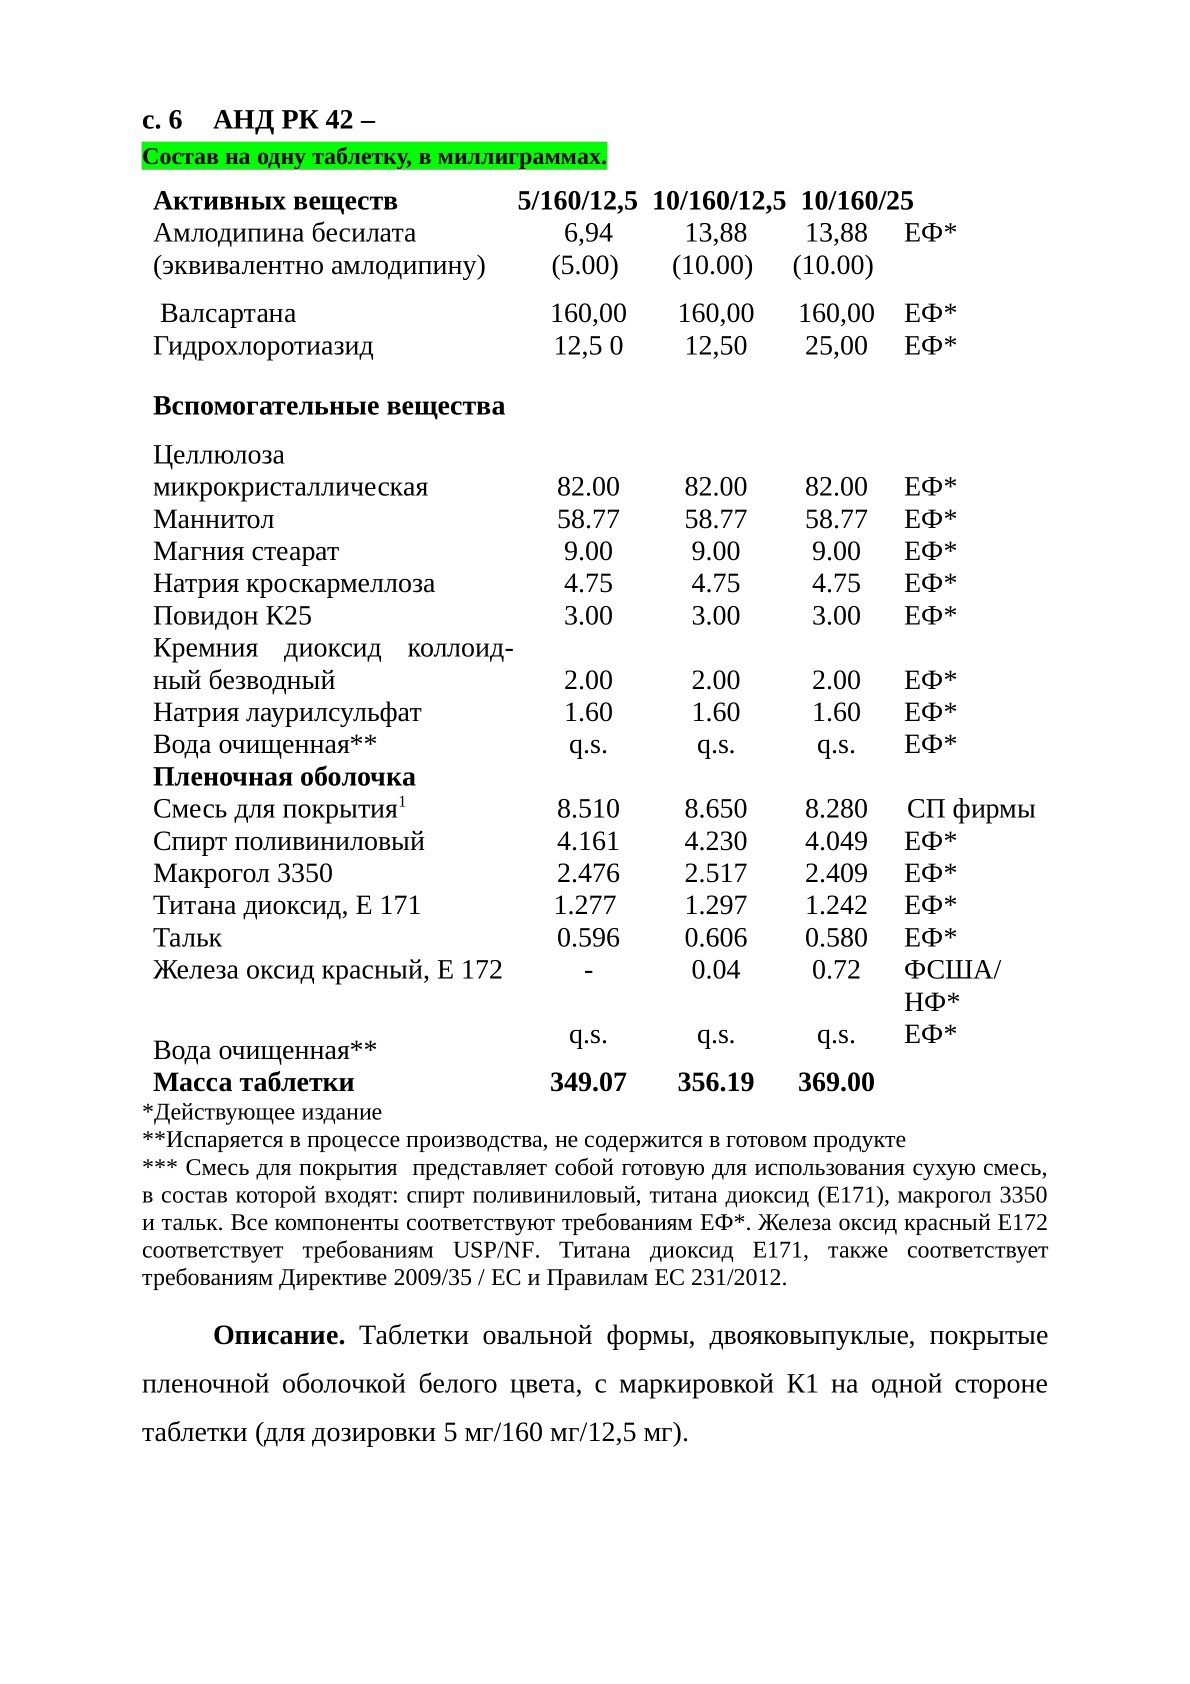 с. 6 АНД РК 42 –
Состав на одну таблетку, в миллиграммах.
Активных веществ 5/160/12,5 10/160/12,5 10/160/25
Амлодипина бесилата 6,94 13,88 13,88 ЕФ*
(эквивалентно амлодипину) (5.00) (10.00) (10.00)
Валсартана 160,00 160,00 160,00 ЕФ*
Гидрохлоротиазид 12,5 0 12,50 25,00 ЕФ*
Вспомогательные вещества
Целлюлоза
микрокристаллическая 82.00 82.00 82.00 ЕФ*
Маннитол 58.77 58.77 58.77 ЕФ*
Магния стеарат 9.00 9.00 9.00 ЕФ*
Натрия кроскармеллоза 4.75 4.75 4.75 ЕФ*
Повидон К25 3.00 3.00 3.00 ЕФ*
Кремния диоксид коллоид-
ный безводный 2.00 2.00 2.00 ЕФ*
Натрия лаурилсульфат 1.60 1.60 1.60 ЕФ*
Вода очищенная** q.s. q.s. q.s. ЕФ*
Пленочная оболочка
Смесь для покрытия1 8.510 8.650 8.280 СП фирмы
Спирт поливиниловый 4.161 4.230 4.049 ЕФ*
Макрогол 3350 2.476 2.517 2.409 ЕФ*
Титана диоксид, Е 171 1.277 1.297 1.242 ЕФ*
Тальк 0.596 0.606 0.580 ЕФ*
Железа оксид красный, Е 172 - 0.04 0.72 ФСША/
НФ*
q.s. q.s. q.s. ЕФ*
Вода очищенная**
Масса таблетки 349.07 356.19 369.00
*Действующее издание
**Испаряется в процессе производства, не содержится в готовом продукте
*** Смесь для покрытия представляет собой готовую для использования сухую смесь,
в состав которой входят: спирт поливиниловый, титана диоксид (Е171), макрогол 3350
и тальк. Все компоненты соответствуют требованиям ЕФ*. Железа оксид красный Е172
соответствует требованиям USP/NF. Титана диоксид Е171, также соответствует
требованиям Директиве 2009/35 / ЕС и Правилам ЕС 231/2012.
Описание. Таблетки овальной формы, двояковыпуклые, покрытые
пленочной оболочкой белого цвета, с маркировкой К1 на одной стороне
таблетки (для дозировки 5 мг/160 мг/12,5 мг).